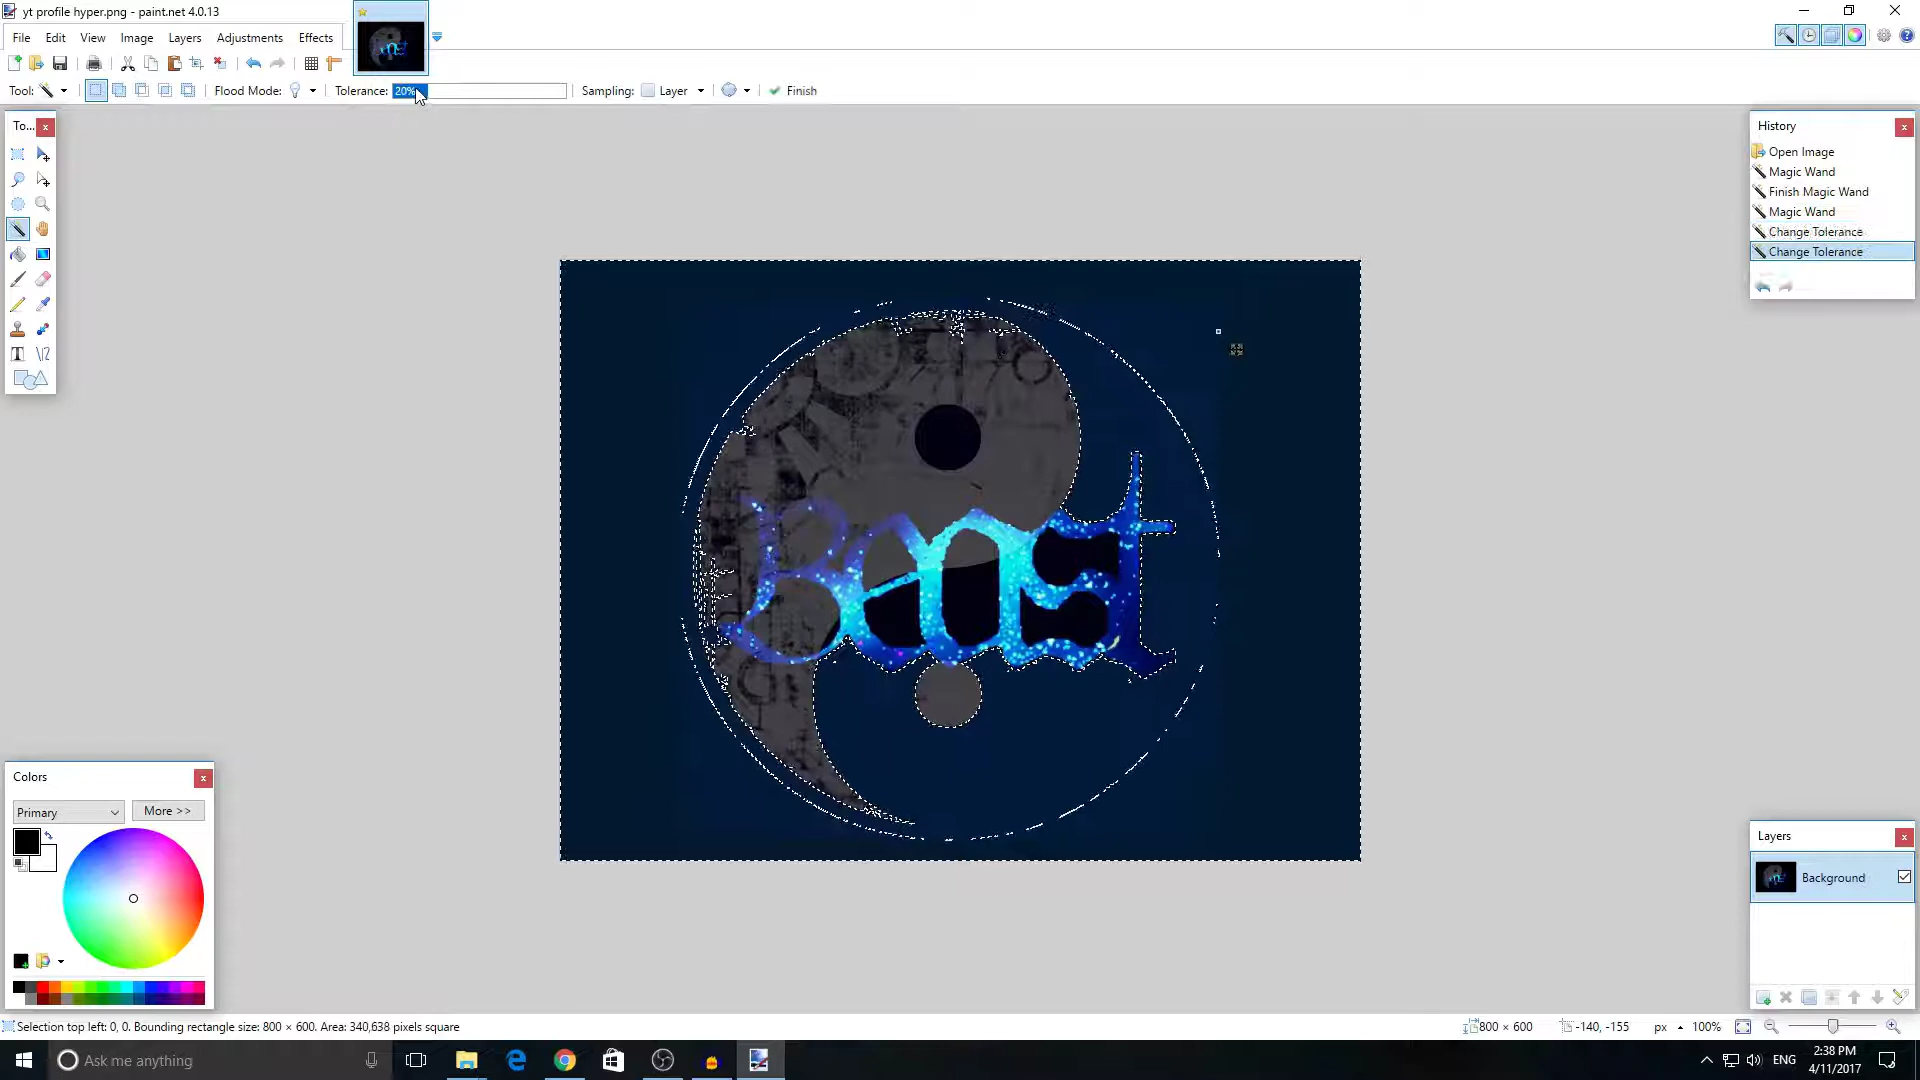 yt profile hyper.png - paint.net 4.0.13
File Edit View Image Layers Adjustments Effects
Tool: Flood Mode: Tolerance: 20% Sampling: Layer Finish
To...
History
Open Image
Magic Wand
Finish Magic Wand
Magic Wand
Change Tolerance
Change Tolerance
Beast
Colors
Primary More >>
Layers
Background
Selection top left: 0, 0. Bounding rectangle size: 800 × 600. Area: 340,638 pixels square 800 × 600 -140, -155 px 100%
Ask me anything ENG 2:38 PM
4/11/2017